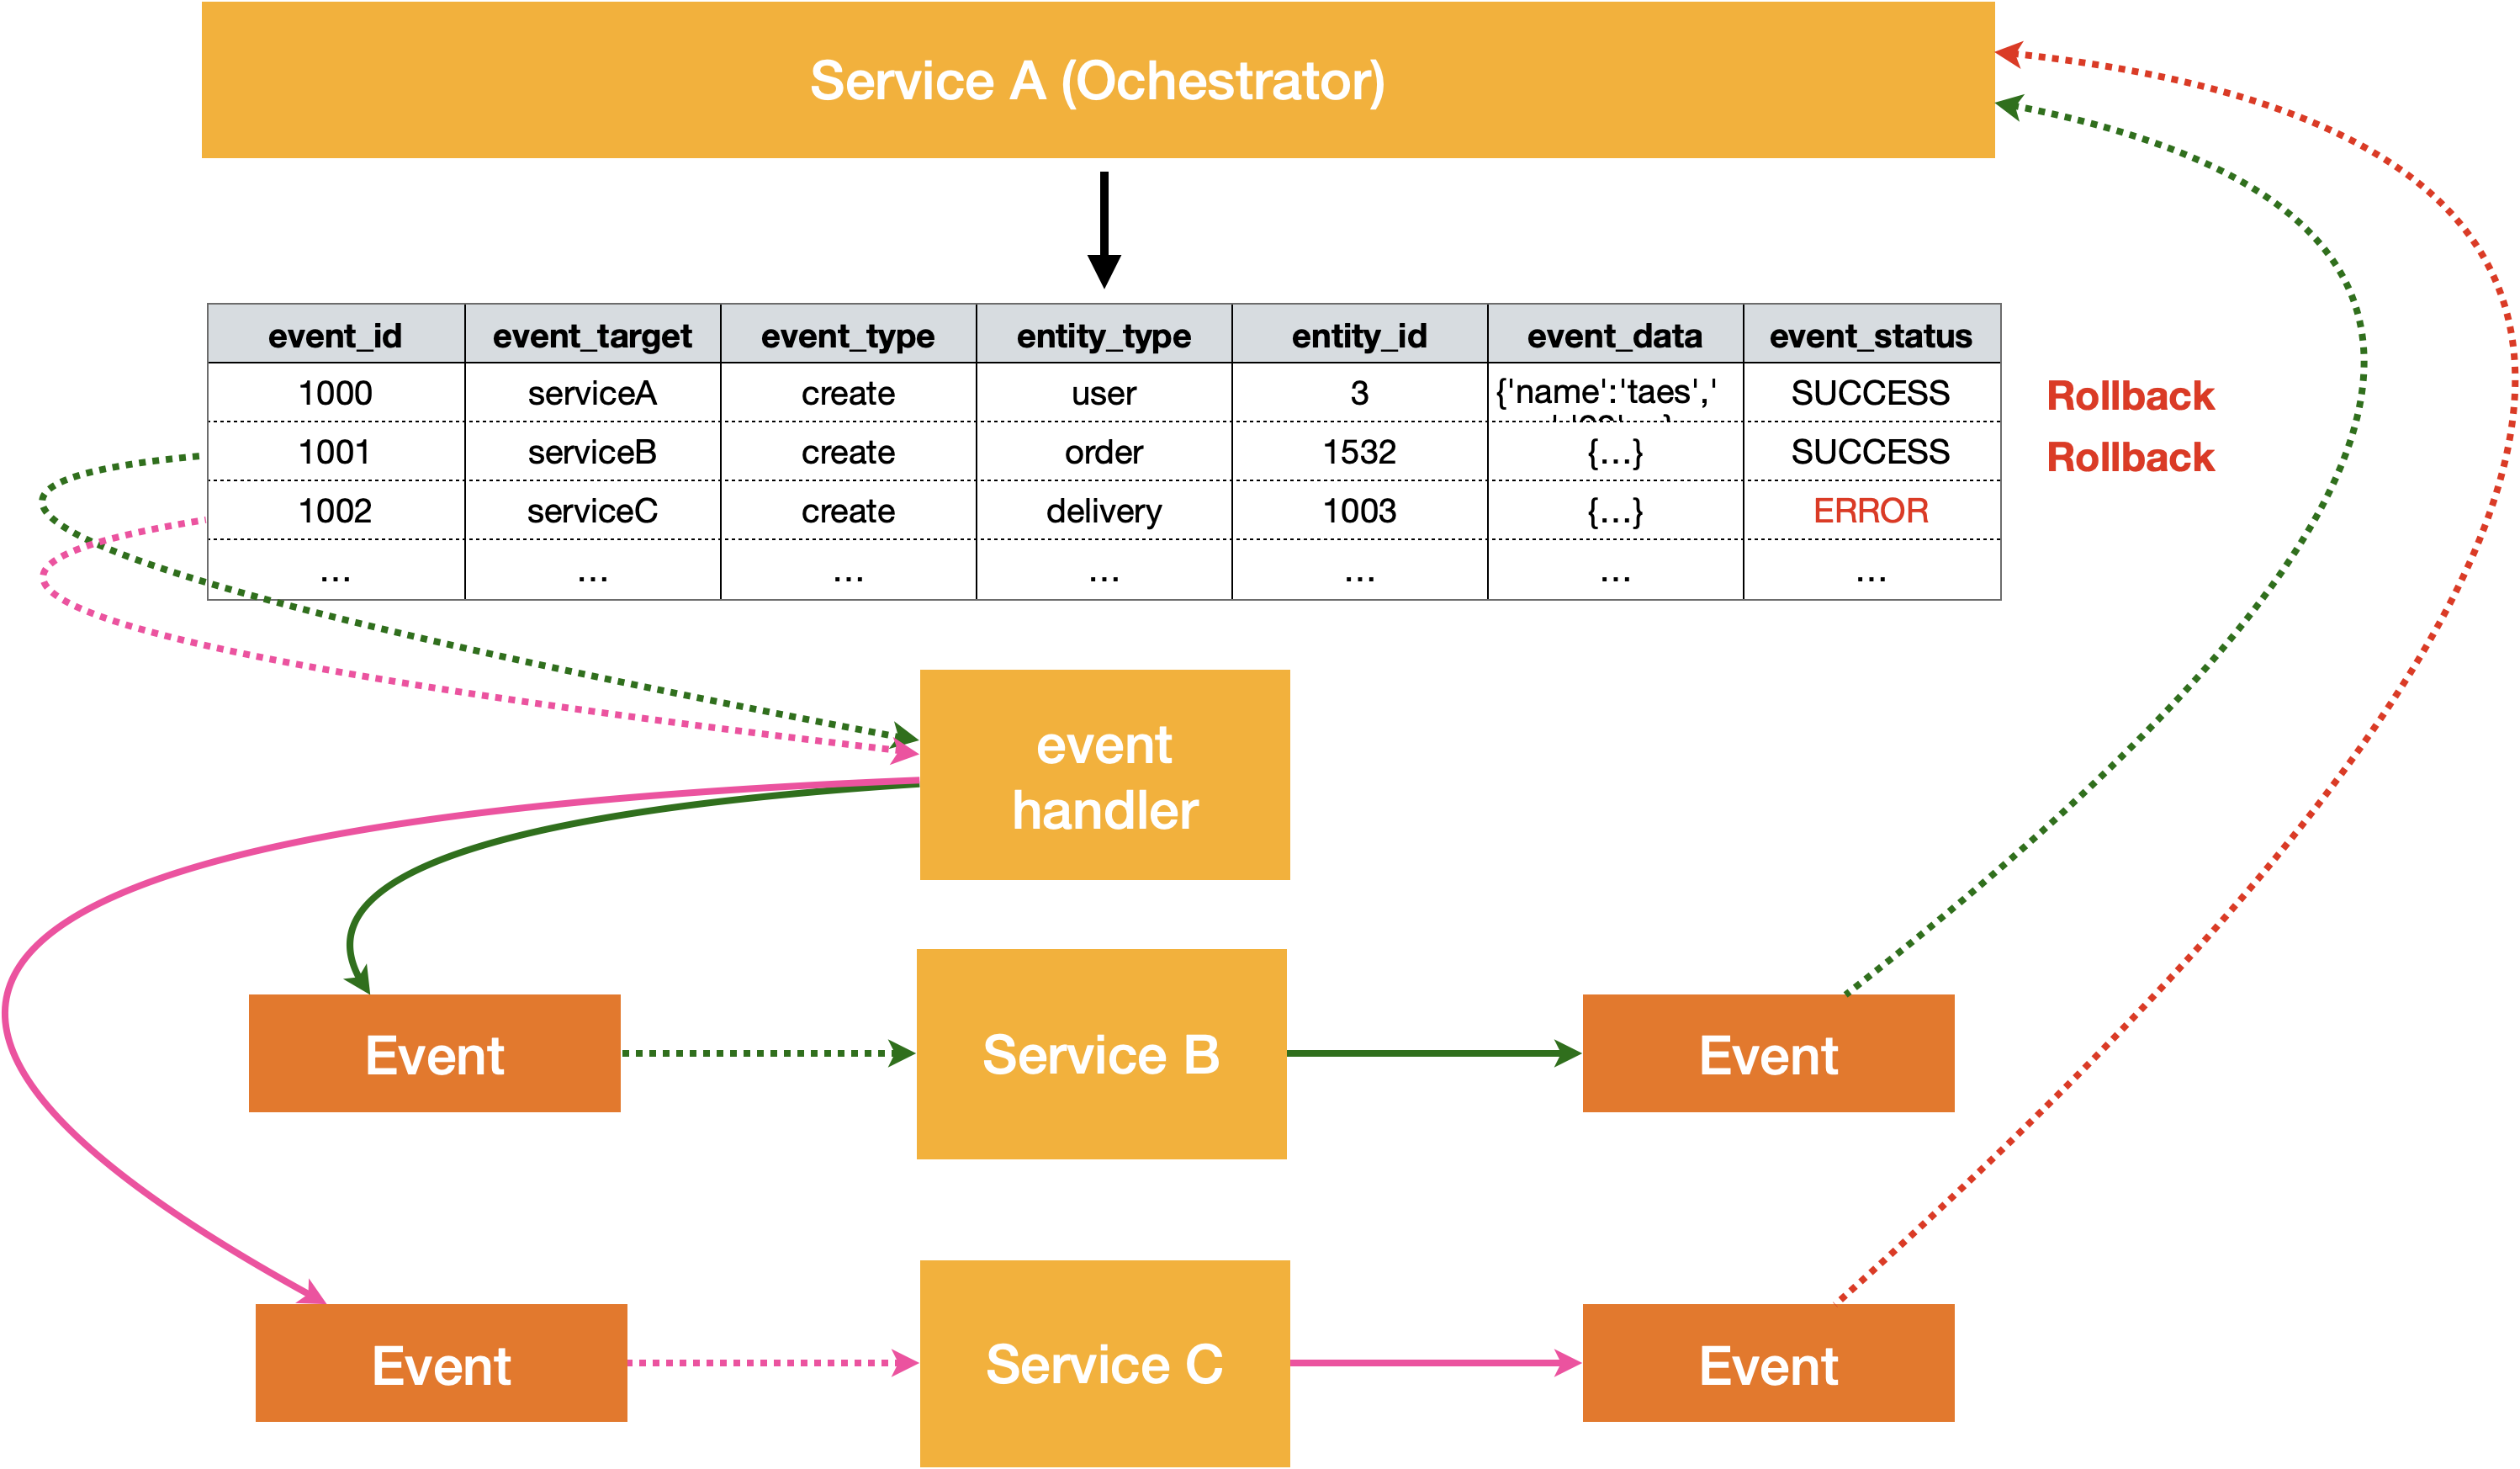 Service A (Ochestrator)
event_id event_target event_type entity_type entity_id event_data event_status
1000 serviceA create user 3 {'name':'taes',' SUCCESS Rollback
1001 serviceB create order 1532 {...} SUCCESS Rollback
1002 serviceC create delivery 1003 {...} ERROR
... ... ... ... ... ... ...
event
handler
Event Service B Event
Event Service C Event